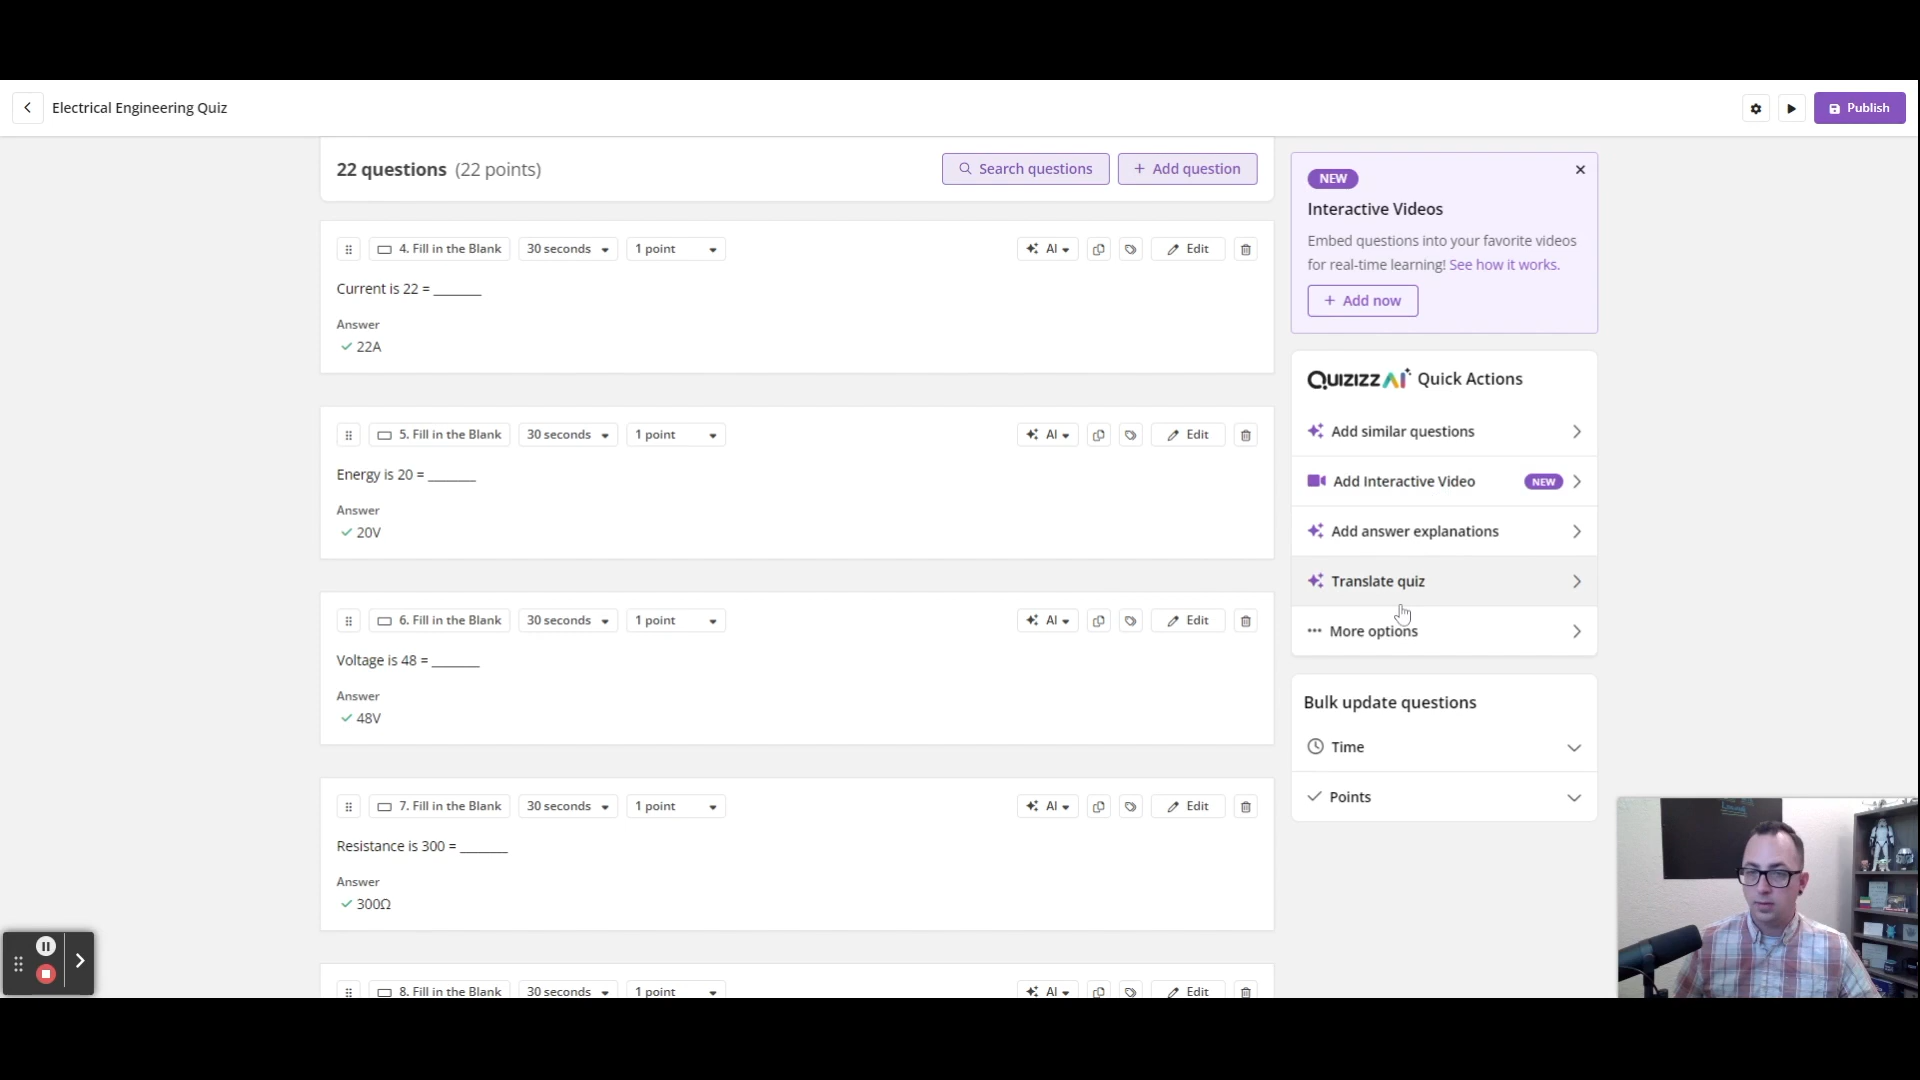 Electrical Engineering Quiz
Publish
22 questions (22 points)
Search questions
+ Add question
4. Fill in the Blank
30 seconds
1 point
AI
Edit
Current is 22 = ________
Answer
22A
5. Fill in the Blank
30 seconds
1 point
AI
Edit
Energy is 20 = ________
Answer
20V
6. Fill in the Blank
30 seconds
1 point
AI
Edit
Voltage is 48 = ________
Answer
48V
7. Fill in the Blank
30 seconds
1 point
AI
Edit
Resistance is 300 = ________
Answer
300Ω
8. Fill in the Blank
30 seconds
1 point
AI
Edit
NEW
Interactive Videos
Embed questions into your favorite videos
for real-time learning! See how it works.
+ Add now
QUIZIZZ AI Quick Actions
Add similar questions
Add Interactive Video NEW
Add answer explanations
Translate quiz
More options
Bulk update questions
Time
Points